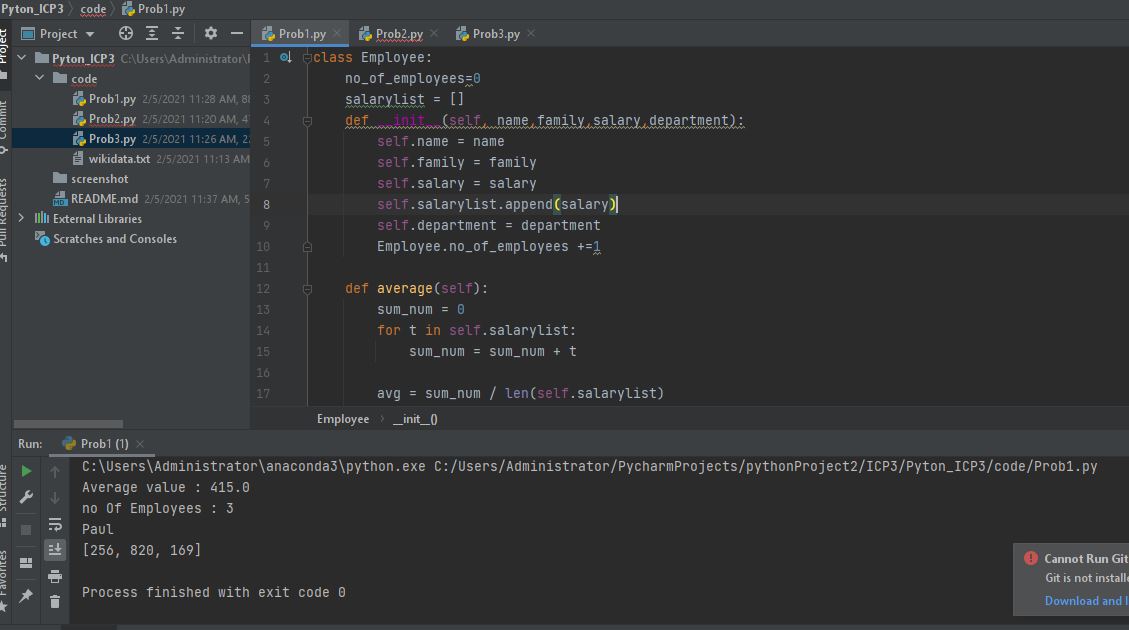 Pyton_ICP3 code Prob1.py
Project
Prob1.py Prob2.py Prob3.py
Pyton_ICP3 C:\Users\Administrator\
code
Prob1.py 2/5/2021 11:28 AM, 8
Prob2.py 2/5/2021 11:20 AM, 4
Prob3.py 2/5/2021 11:26 AM, 2
wikidata.txt 2/5/2021 11:13 AM
screenshot
README.md 2/5/2021 11:37 AM, 5
External Libraries
Scratches and Consoles
Project
Commit
Pull Requests
1 class Employee:
2 no_of_employees=0
3 salarylist = []
4 def __init__(self, name,family,salary,department):
5 self.name = name
6 self.family = family
7 self.salary = salary
8 self.salarylist.append(salary)
9 self.department = department
10 Employee.no_of_employees +=1
11
12 def average(self):
13 sum_num = 0
14 for t in self.salarylist:
15 sum_num = sum_num + t
16
17 avg = sum_num / len(self.salarylist)
Employee __init__()
Run: Prob1 (1)
Structure
Favorites
C:\Users\Administrator\anaconda3\python.exe C:/Users/Administrator/PycharmProjects/pythonProject2/ICP3/Pyton_ICP3/code/Prob1.py
Average value : 415.0
no Of Employees : 3
Paul
[256, 820, 169]
Process finished with exit code 0
Cannot Run Git
Git is not installe
Download and I